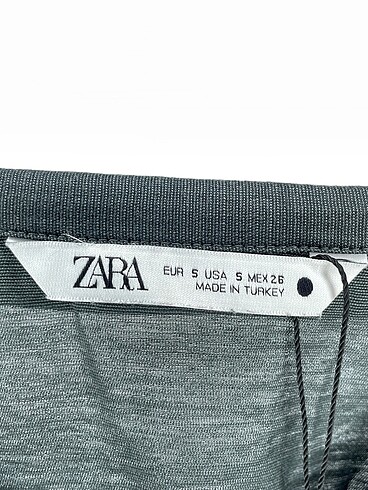 ZARA
EUR S USA S MEX 26
MADE IN TURKEY